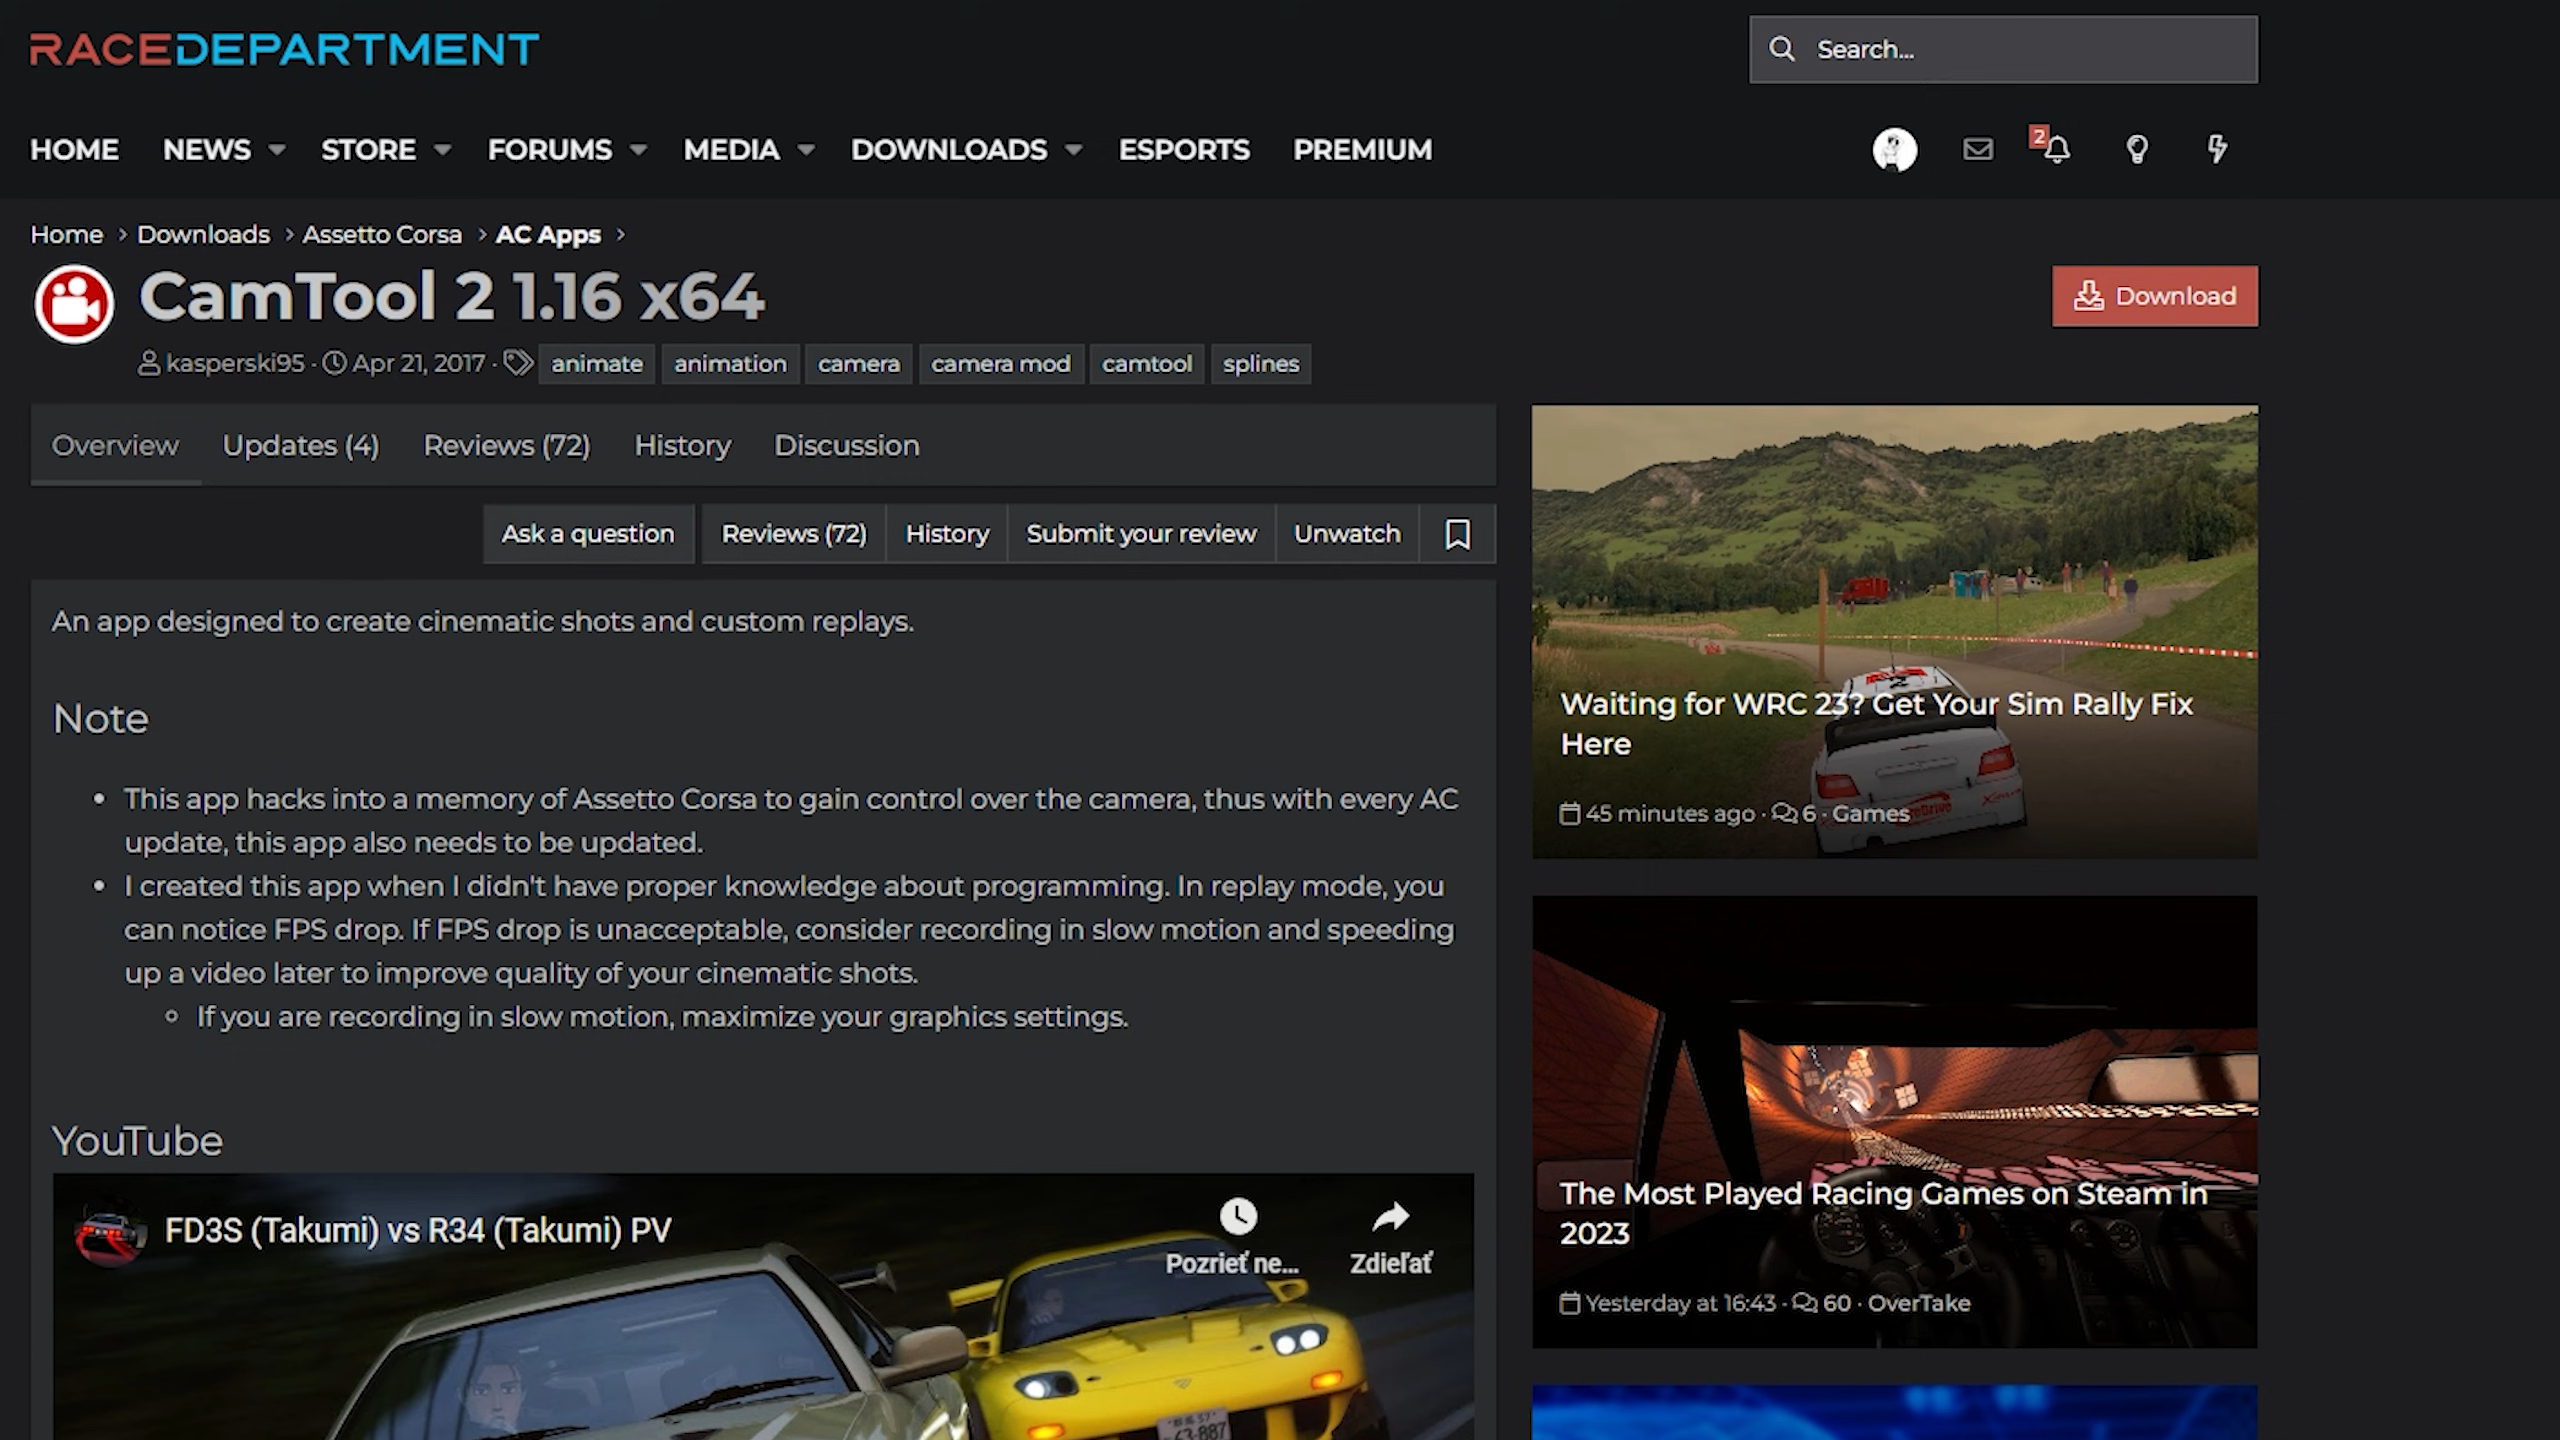 RACEDEPARTMENT
Search...
HOME NEWS STORE FORUMS MEDIA DOWNLOADS ESPORTS PREMIUM
2
Home > Downloads > Assetto Corsa > AC Apps >
CamTool 2 1.16 x64
Download
kasperski95 · Apr 21, 2017 · animate animation camera camera mod camtool splines
Overview Updates (4) Reviews (72) History Discussion
Ask a question Reviews (72) History Submit your review Unwatch
An app designed to create cinematic shots and custom replays.
Note
• This app hacks into a memory of Assetto Corsa to gain control over the camera, thus with every AC
update, this app also needs to be updated.
• I created this app when I didn't have proper knowledge about programming. In replay mode, you
can notice FPS drop. If FPS drop is unacceptable, consider recording in slow motion and speeding
up a video later to improve quality of your cinematic shots.
If you are recording in slow motion, maximize your graphics settings.
YouTube
FD3S (Takumi) vs R34 (Takumi) PV
Pozrieť ne... Zdieľať
Waiting for WRC 23? Get Your Sim Rally Fix
Here
45 minutes ago · 6 · Games
The Most Played Racing Games on Steam in
2023
Yesterday at 16:43 · 60 · OverTake